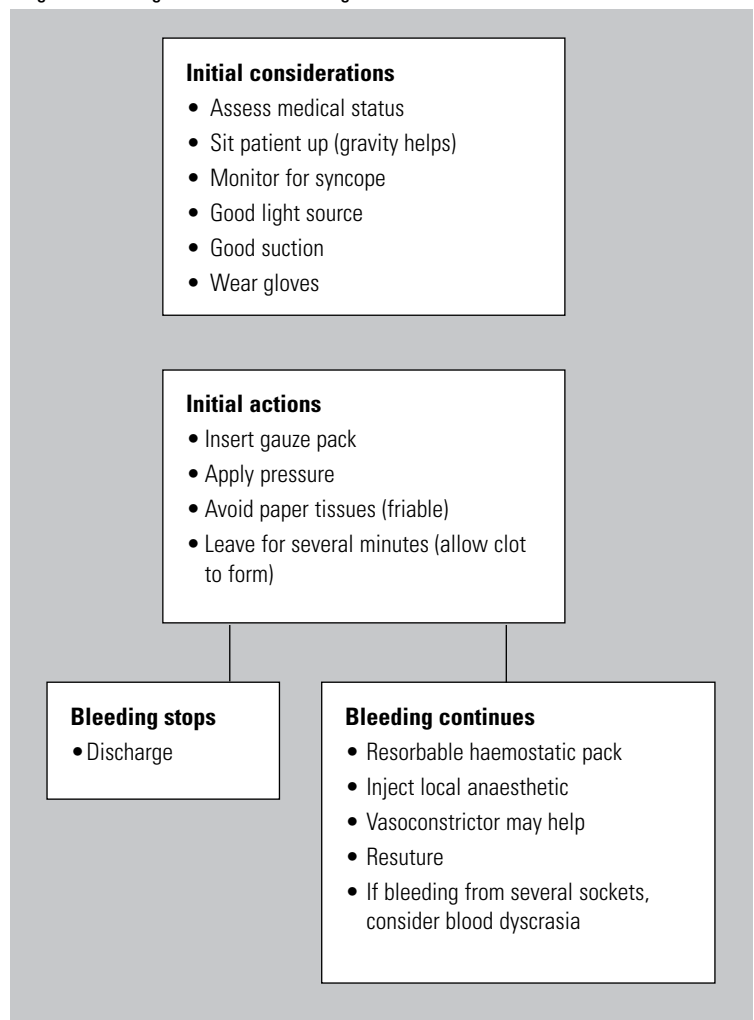 Initial considerations
• Assess medical status
• Sit patient up (gravity helps)
• Monitor for syncope
• Good light source
• Good suction
• Wear gloves
Initial actions
• Insert gauze pack
• Apply pressure
• Avoid paper tissues (friable)
• Leave for several minutes (allow clot
to form)
Bleeding stops
• Discharge
Bleeding continues
• Resorbable haemostatic pack
• Inject local anaesthetic
• Vasoconstrictor may help
• Resuture
• If bleeding from several sockets,
consider blood dyscrasia